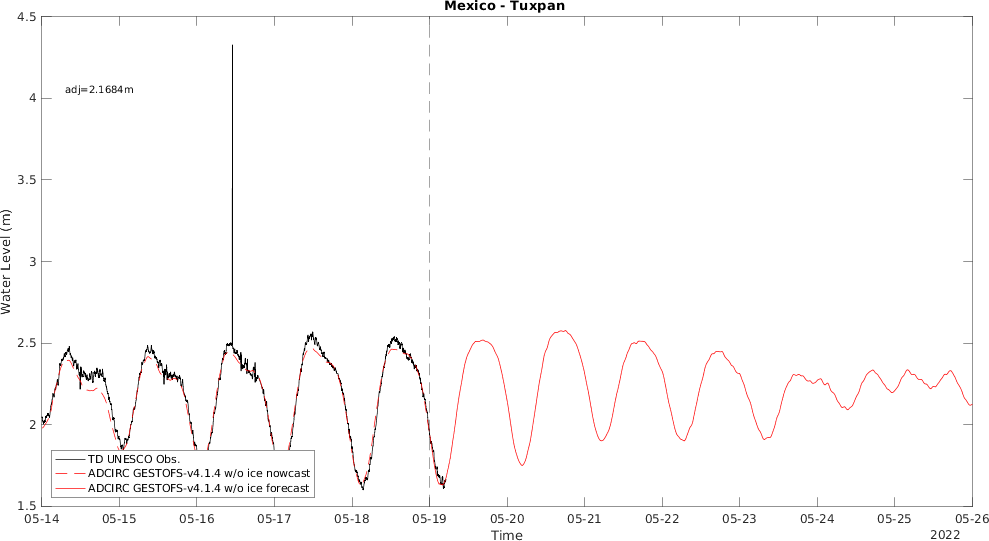 Mexico - Tuxpan
4.5
4
3.5
3
2.5
2
1.5
Water Level (m)
adj=2.1684m
TD UNESCO Obs.
ADCIRC GESTOFS-v4.1.4 w/o ice nowcast
ADCIRC GESTOFS-v4.1.4 w/o ice forecast
05-14 05-15 05-16 05-17 05-18 05-19 05-20 05-21 05-22 05-23 05-24 05-25 05-26
Time
2022